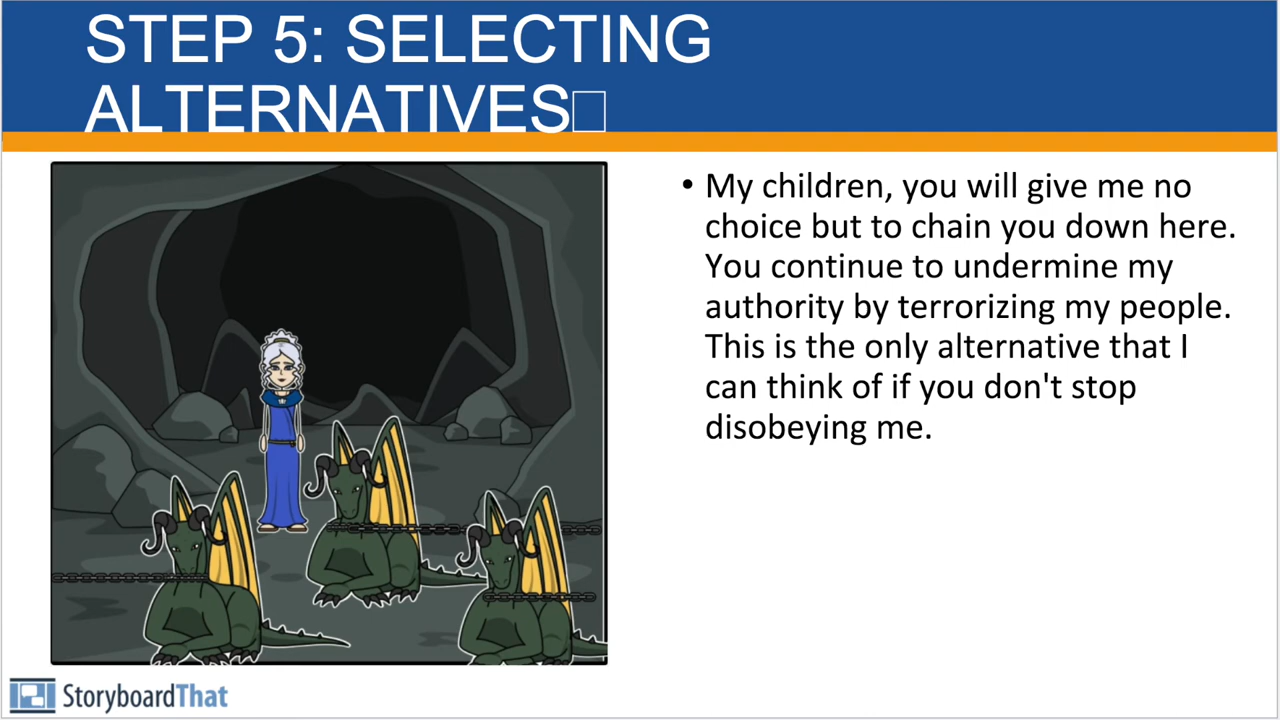 STEP 5: SELECTING
ALTERNATIVES□
• My children, you will give me no
choice but to chain you down here.
You continue to undermine my
authority by terrorizing my people.
This is the only alternative that I
can think of if you don't stop
disobeying me.
StoryboardThat